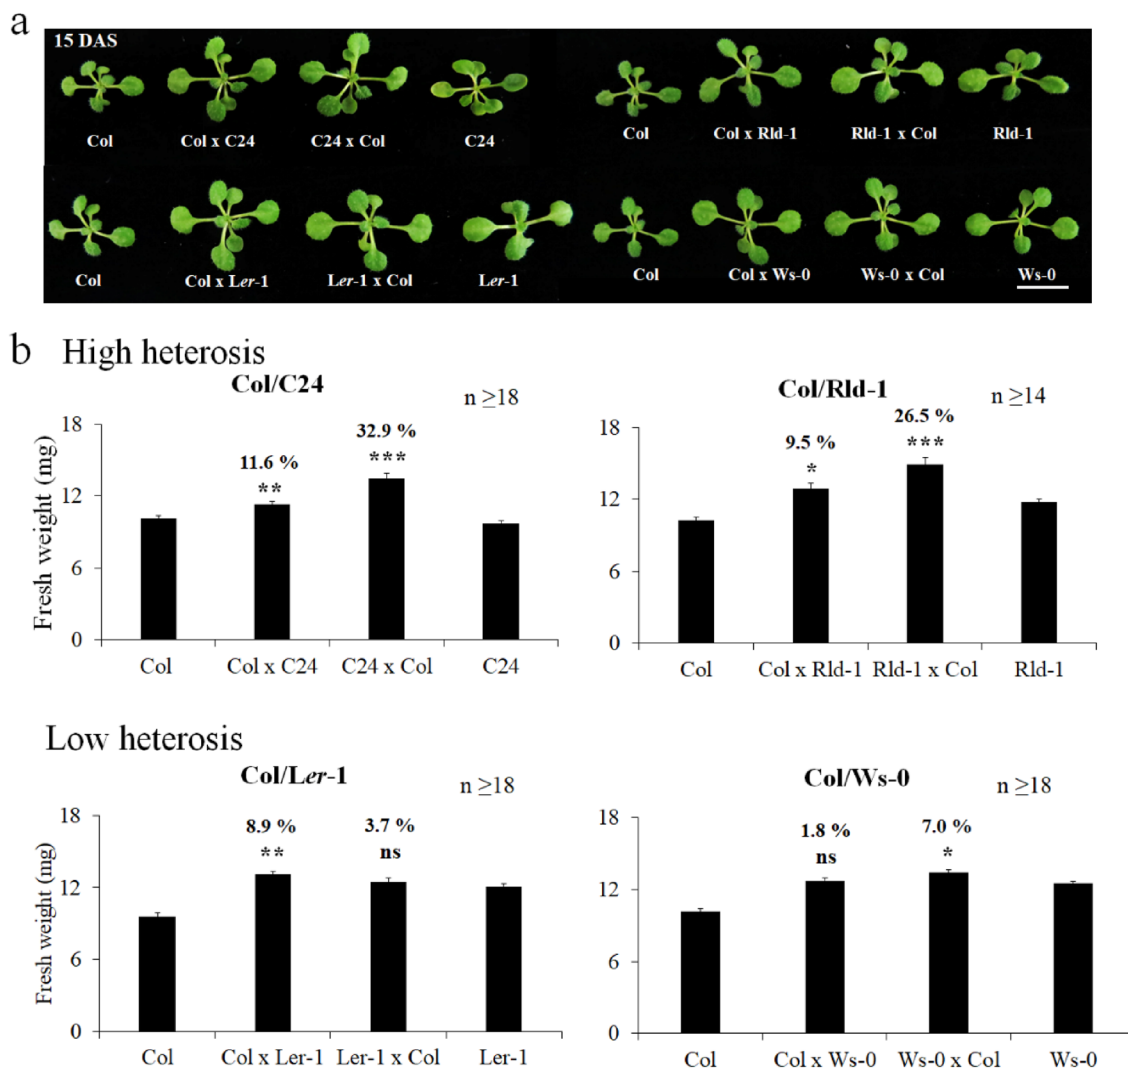 a
15 DAS
Col
Col x C24
C24 x Col
C24
Col
Col x Rld-1
Rld-1 x Col
Rld-1
Col
Col x Ler-1
Ler-1 x Col
Ler-1
Col
Col x Ws-0
Ws-0 x Col
Ws-0
b High heterosis
Col/C24
n ≥18
Fresh weight (mg)
18
12
6
0
11.6 %
**
32.9 %
***
Col
Col x C24
C24 x Col
C24
Col/Rld-1
n ≥14
18
12
6
0
9.5 %
*
26.5 %
***
Col
Col x Rld-1
Rld-1 x Col
Rld-1
Low heterosis
Col/Ler-1
n ≥18
Fresh weight (mg)
18
12
6
0
8.9 %
**
3.7 %
ns
Col
Col x Ler-1
Ler-1 x Col
Ler-1
Col/Ws-0
n ≥18
18
12
6
0
1.8 %
ns
7.0 %
*
Col
Col x Ws-0
Ws-0 x Col
Ws-0